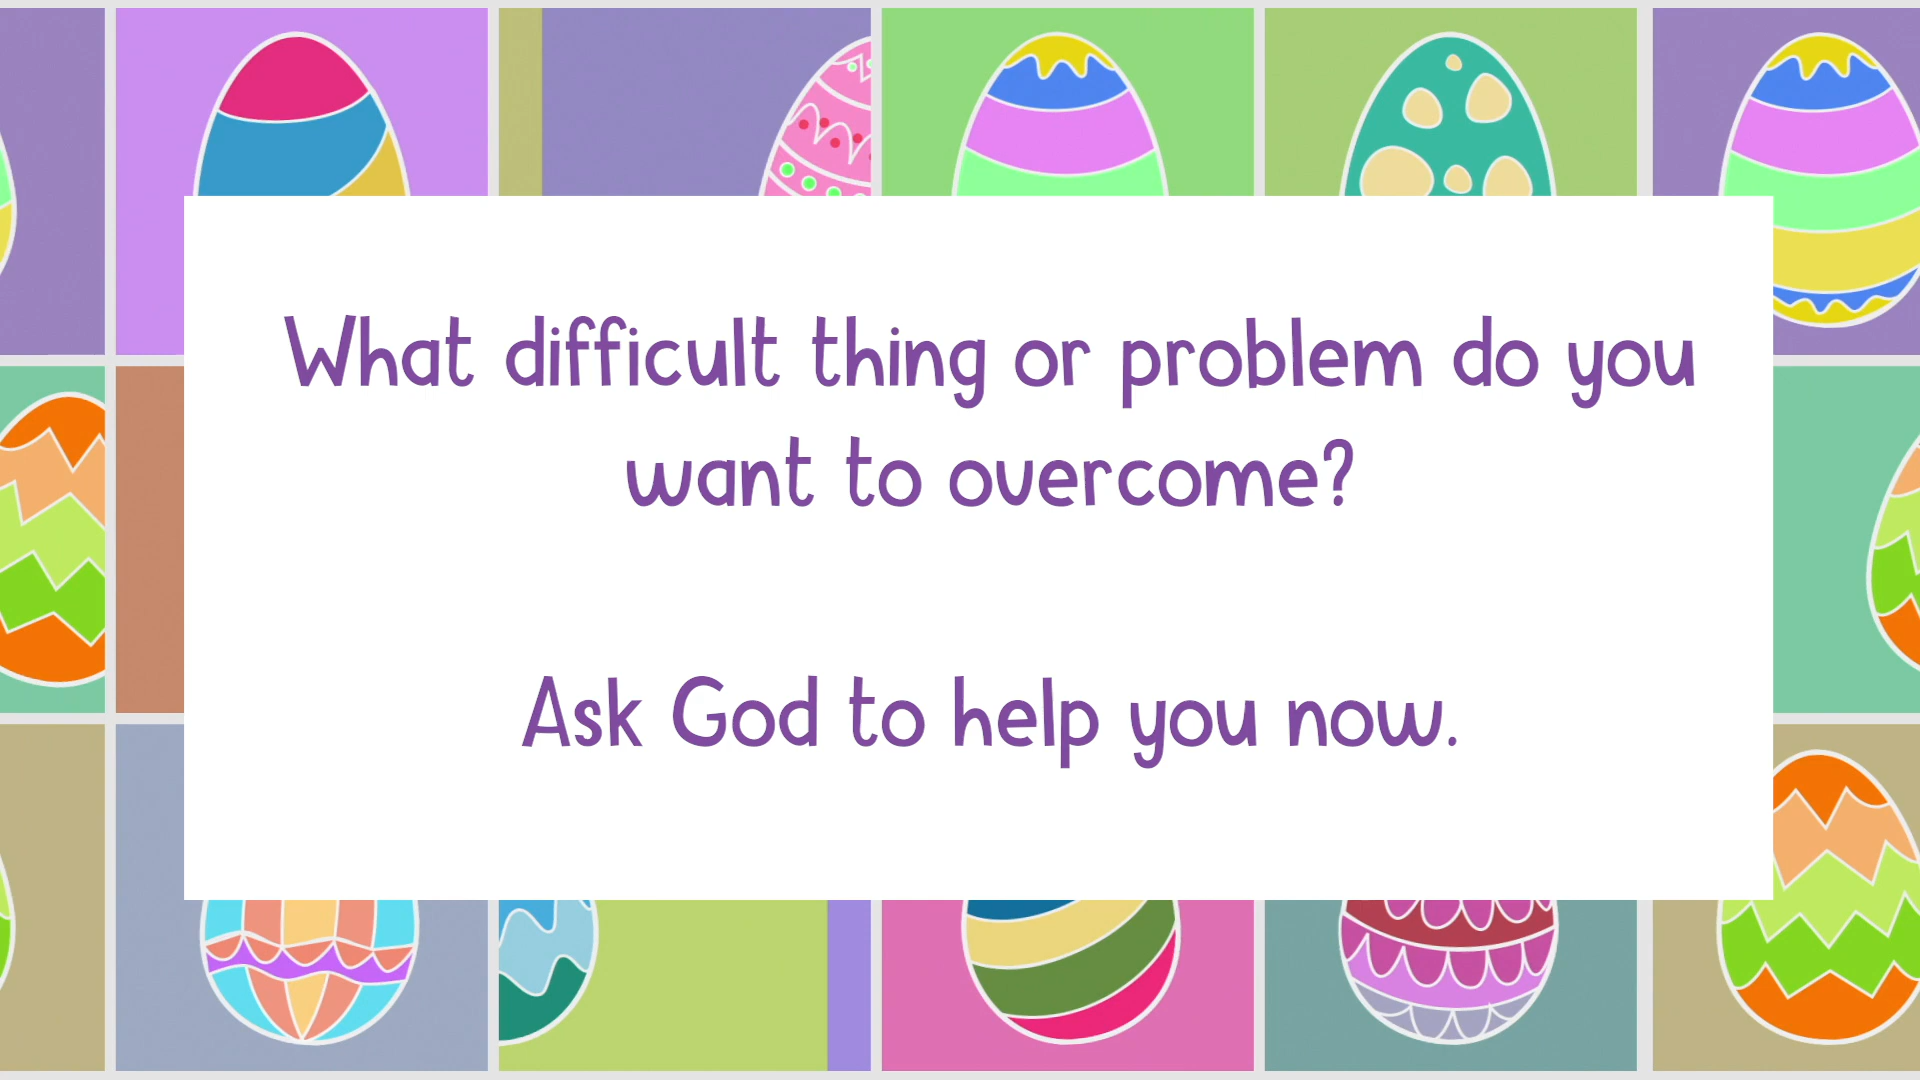 What difficult thing or problem do you
want to overcome?
Ask God to help you now.